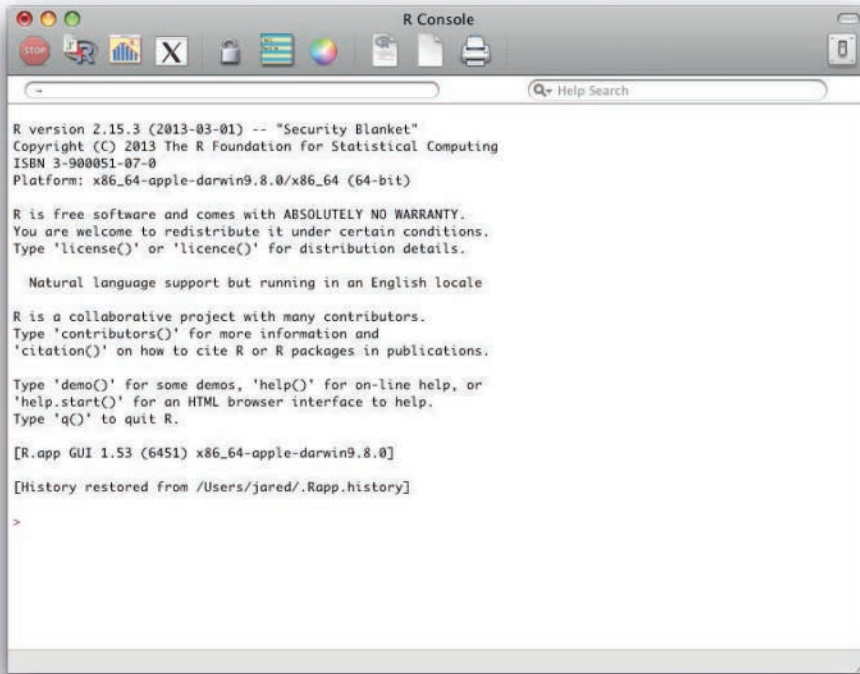 R Console
STOP
R
X
~
Help Search
R version 2.15.3 (2013-03-01) -- "Security Blanket"
Copyright (C) 2013 The R Foundation for Statistical Computing
ISBN 3-900051-07-0
Platform: x86_64-apple-darwin9.8.0/x86_64 (64-bit)
R is free software and comes with ABSOLUTELY NO WARRANTY.
You are welcome to redistribute it under certain conditions.
Type 'license()' or 'licence()' for distribution details.
Natural language support but running in an English locale
R is a collaborative project with many contributors.
Type 'contributors()' for more information and
'citation()' on how to cite R or R packages in publications.
Type 'demo()' for some demos, 'help()' for on-line help, or
'help.start()' for an HTML browser interface to help.
Type 'q()' to quit R.
[R.app GUI 1.53 (6451) x86_64-apple-darwin9.8.0]
[History restored from /Users/jared/.Rapp.history]
>